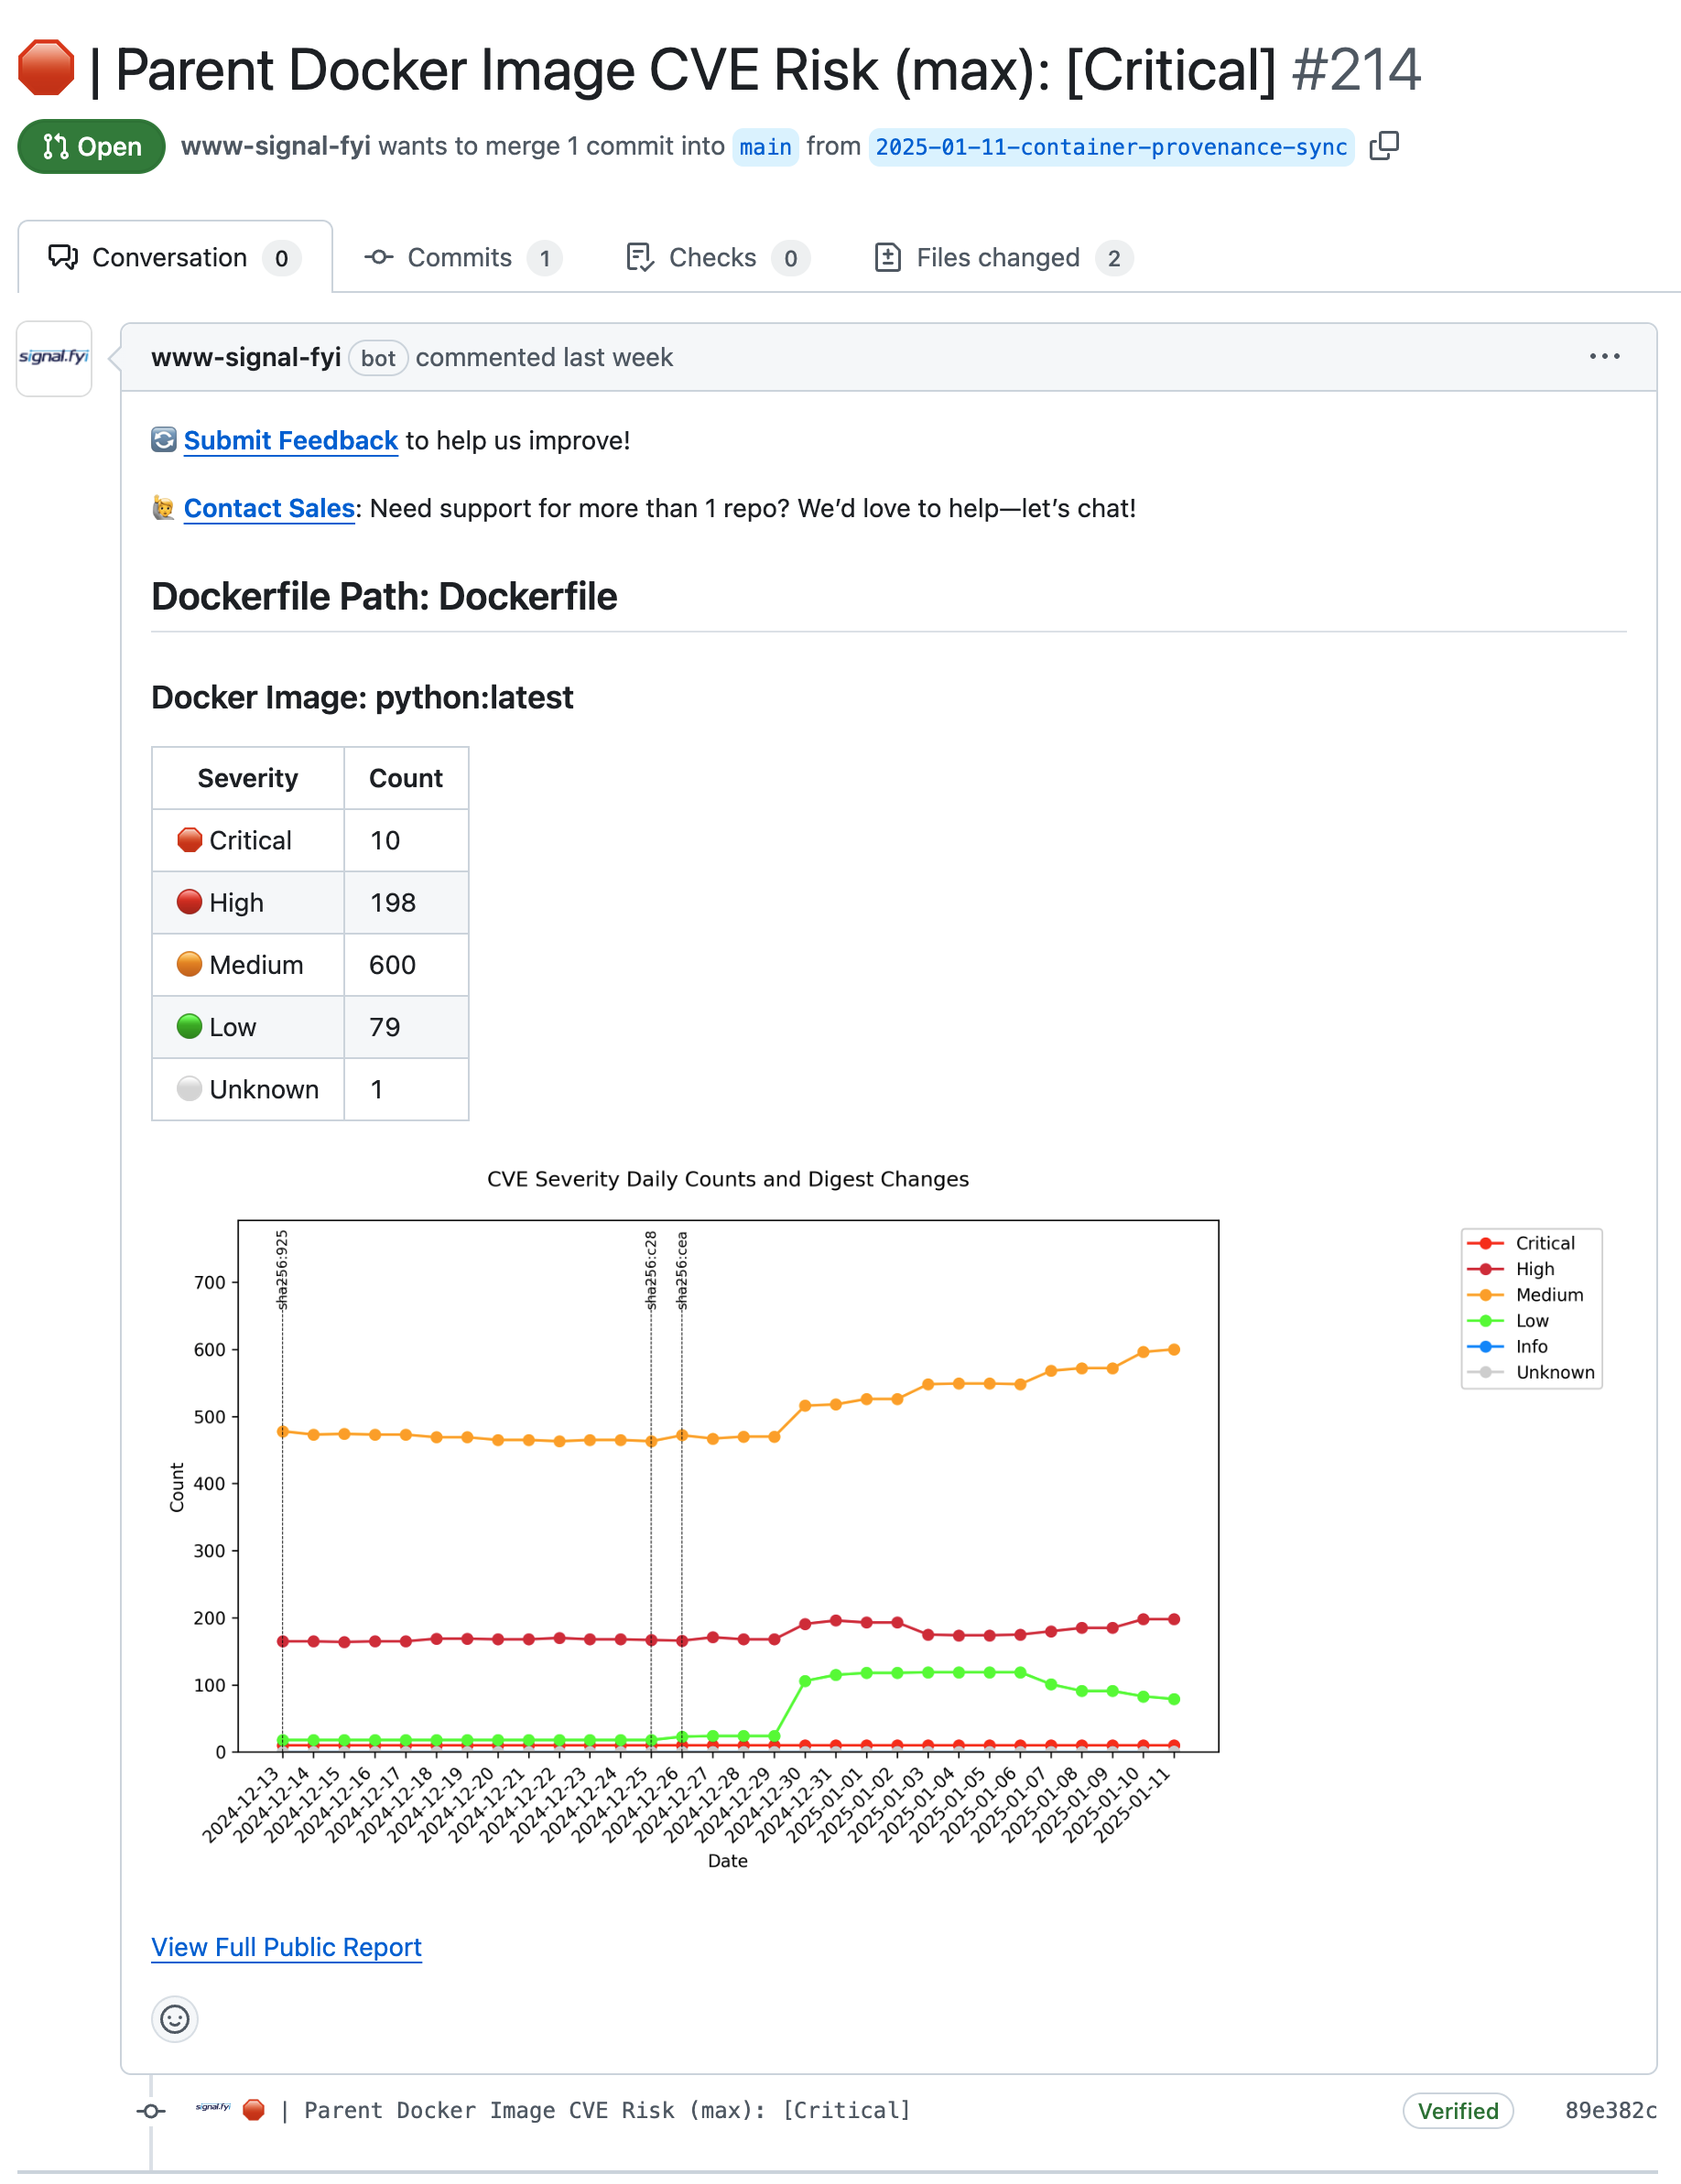 | Parent Docker Image CVE Risk (max): [Critical] #214
Open www-signal-fyi wants to merge 1 commit into main from 2025-01-11-container-provenance-sync
Conversation 0 Commits 1 Checks 0 Files changed 2
signal.fyi
www-signal-fyi bot commented last week
Submit Feedback to help us improve!
Contact Sales: Need support for more than 1 repo? We’d love to help—let’s chat!
Dockerfile Path: Dockerfile
Docker Image: python:latest
Severity Count
Critical 10
High 198
Medium 600
Low 79
Unknown 1
CVE Severity Daily Counts and Digest Changes
sha256:925
sha256:c28
sha256:cea
Critical
High
Medium
Low
Info
Unknown
700
600
500
400
300
200
100
0
Count
2024-12-13
2024-12-14
2024-12-15
2024-12-16
2024-12-17
2024-12-18
2024-12-19
2024-12-20
2024-12-21
2024-12-22
2024-12-23
2024-12-24
2024-12-25
2024-12-26
2024-12-27
2024-12-28
2024-12-29
2024-12-30
2024-12-31
2025-01-01
2025-01-02
2025-01-03
2025-01-04
2025-01-05
2025-01-06
2025-01-07
2025-01-08
2025-01-09
2025-01-10
2025-01-11
Date
View Full Public Report
signal.fyi | Parent Docker Image CVE Risk (max): [Critical] Verified 89e382c